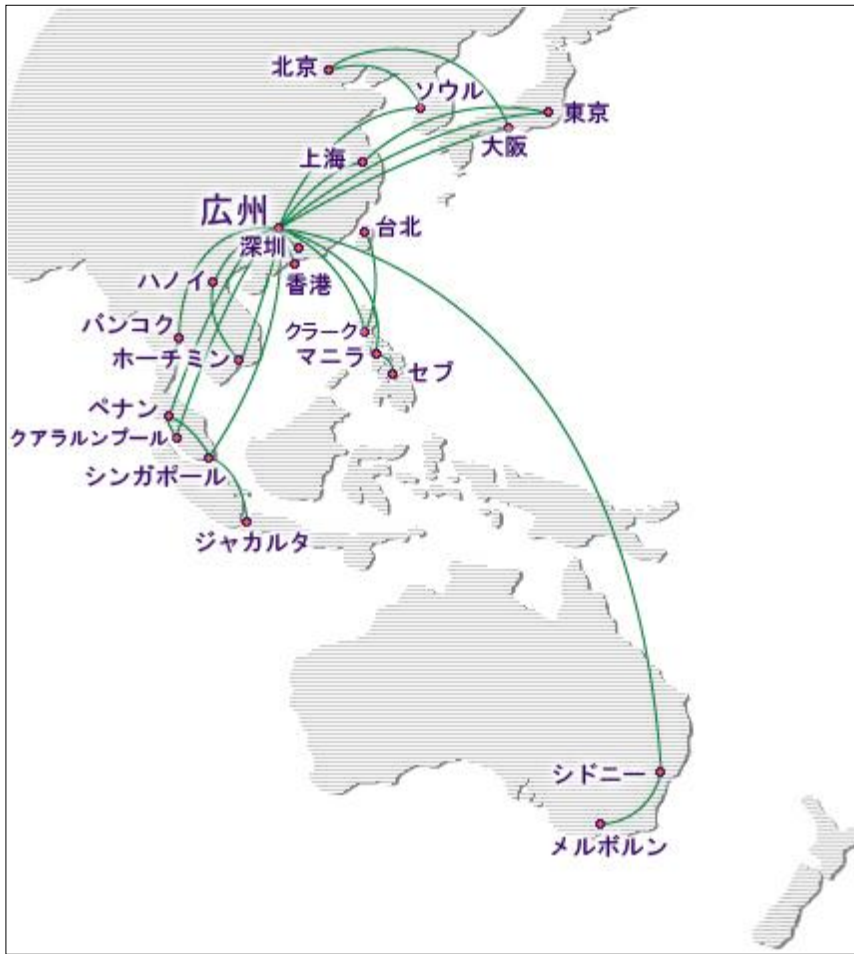 北京
ソウル
東京
大阪
上海
広州
台北
深圳
香港
ハノイ
バンコク
クラーク
マニラ
ホーチミン
セブ
ペナン
クアラルンプール
シンガポール
ジャカルタ
シドニー
メルボルン